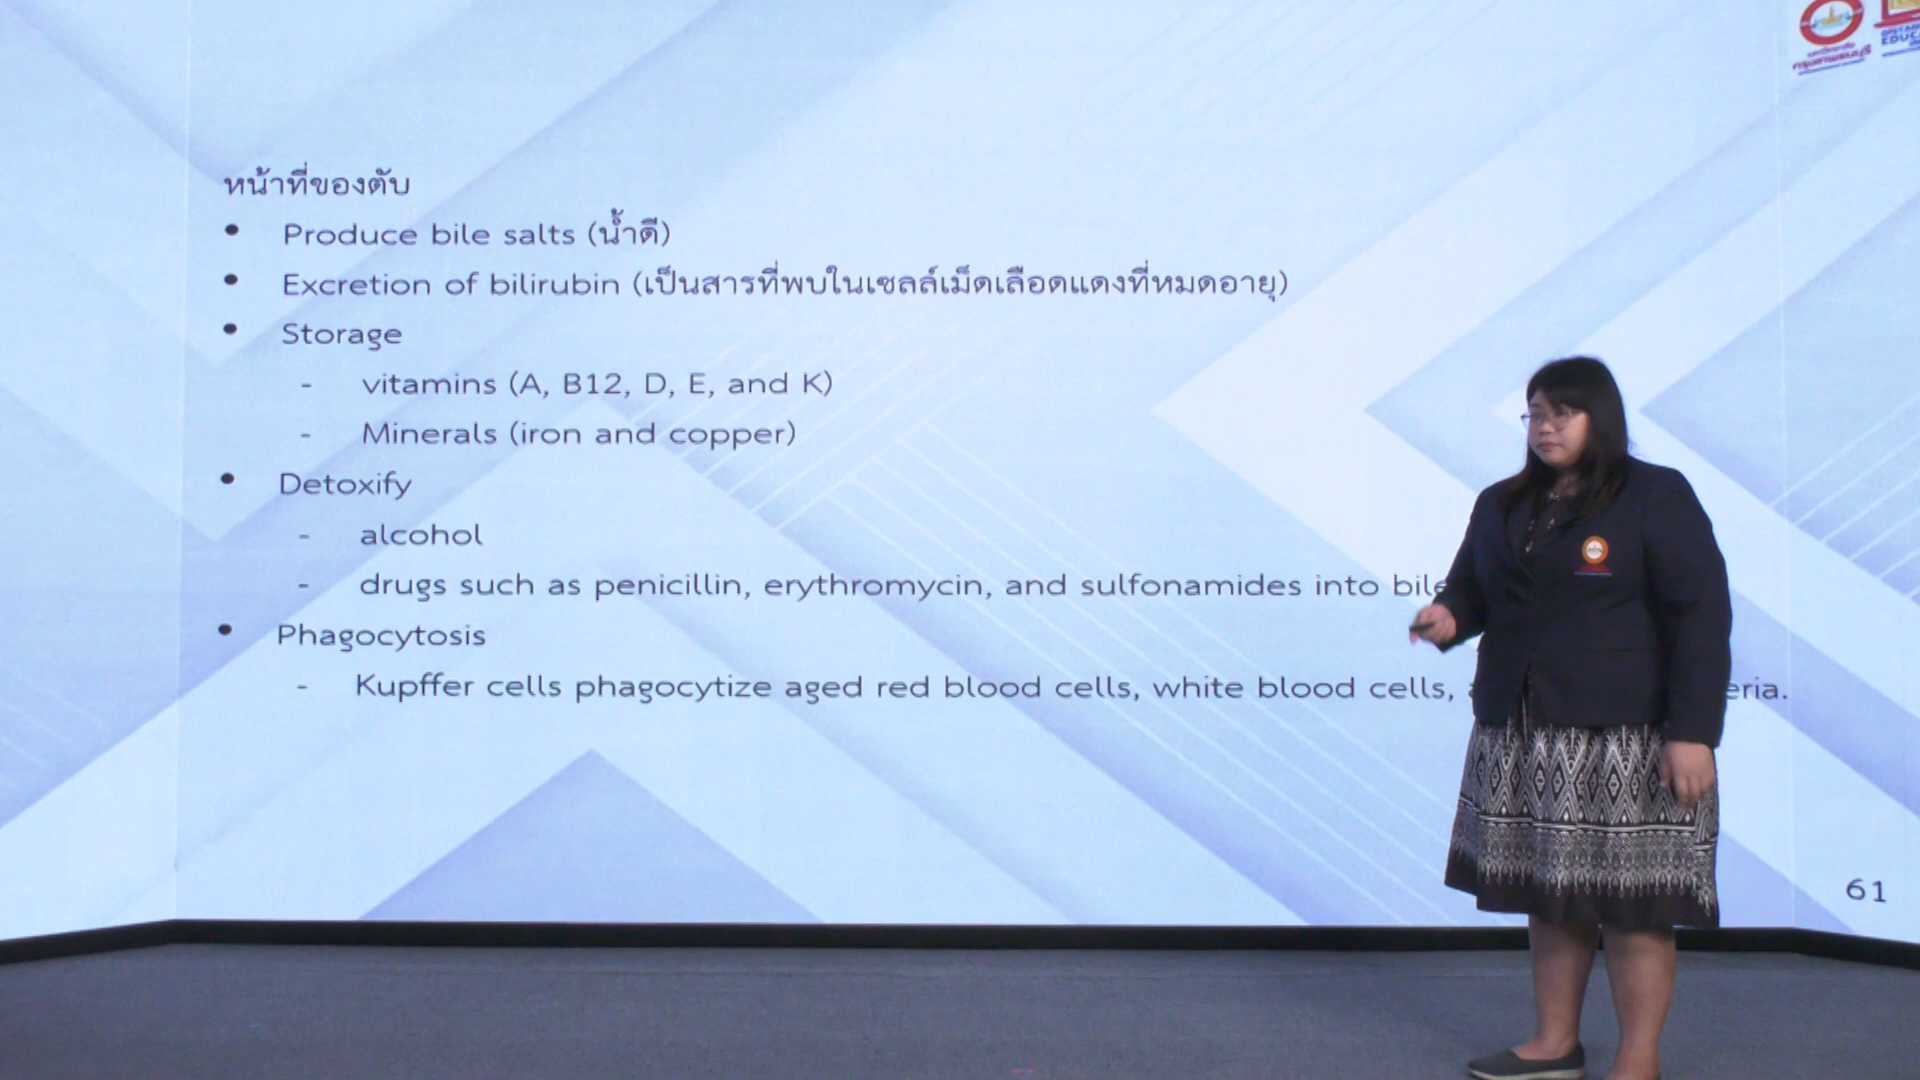 หน้าที่ของตับ
• Produce bile salts (น้ำดี)
• Excretion of bilirubin (เป็นสารที่พบในเซลล์เม็ดเลือดแดงที่หมดอายุ)
• Storage
- vitamins (A, B12, D, E, and K)
- Minerals (iron and copper)
• Detoxify
- alcohol
- drugs such as penicillin, erythromycin, and sulfonamides into bile
• Phagocytosis
- Kupffer cells phagocytize aged red blood cells, white blood cells,
61